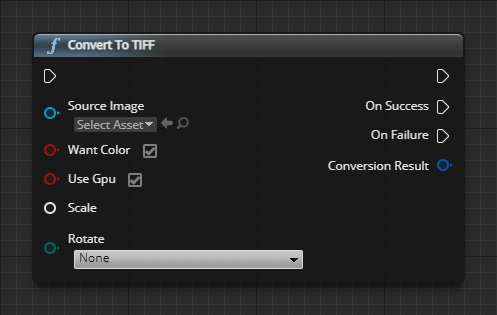 f Convert To TIFF
Source Image
Select Asset
On Success
Want Color
On Failure
Use Gpu
Conversion Result
Scale
Rotate
None